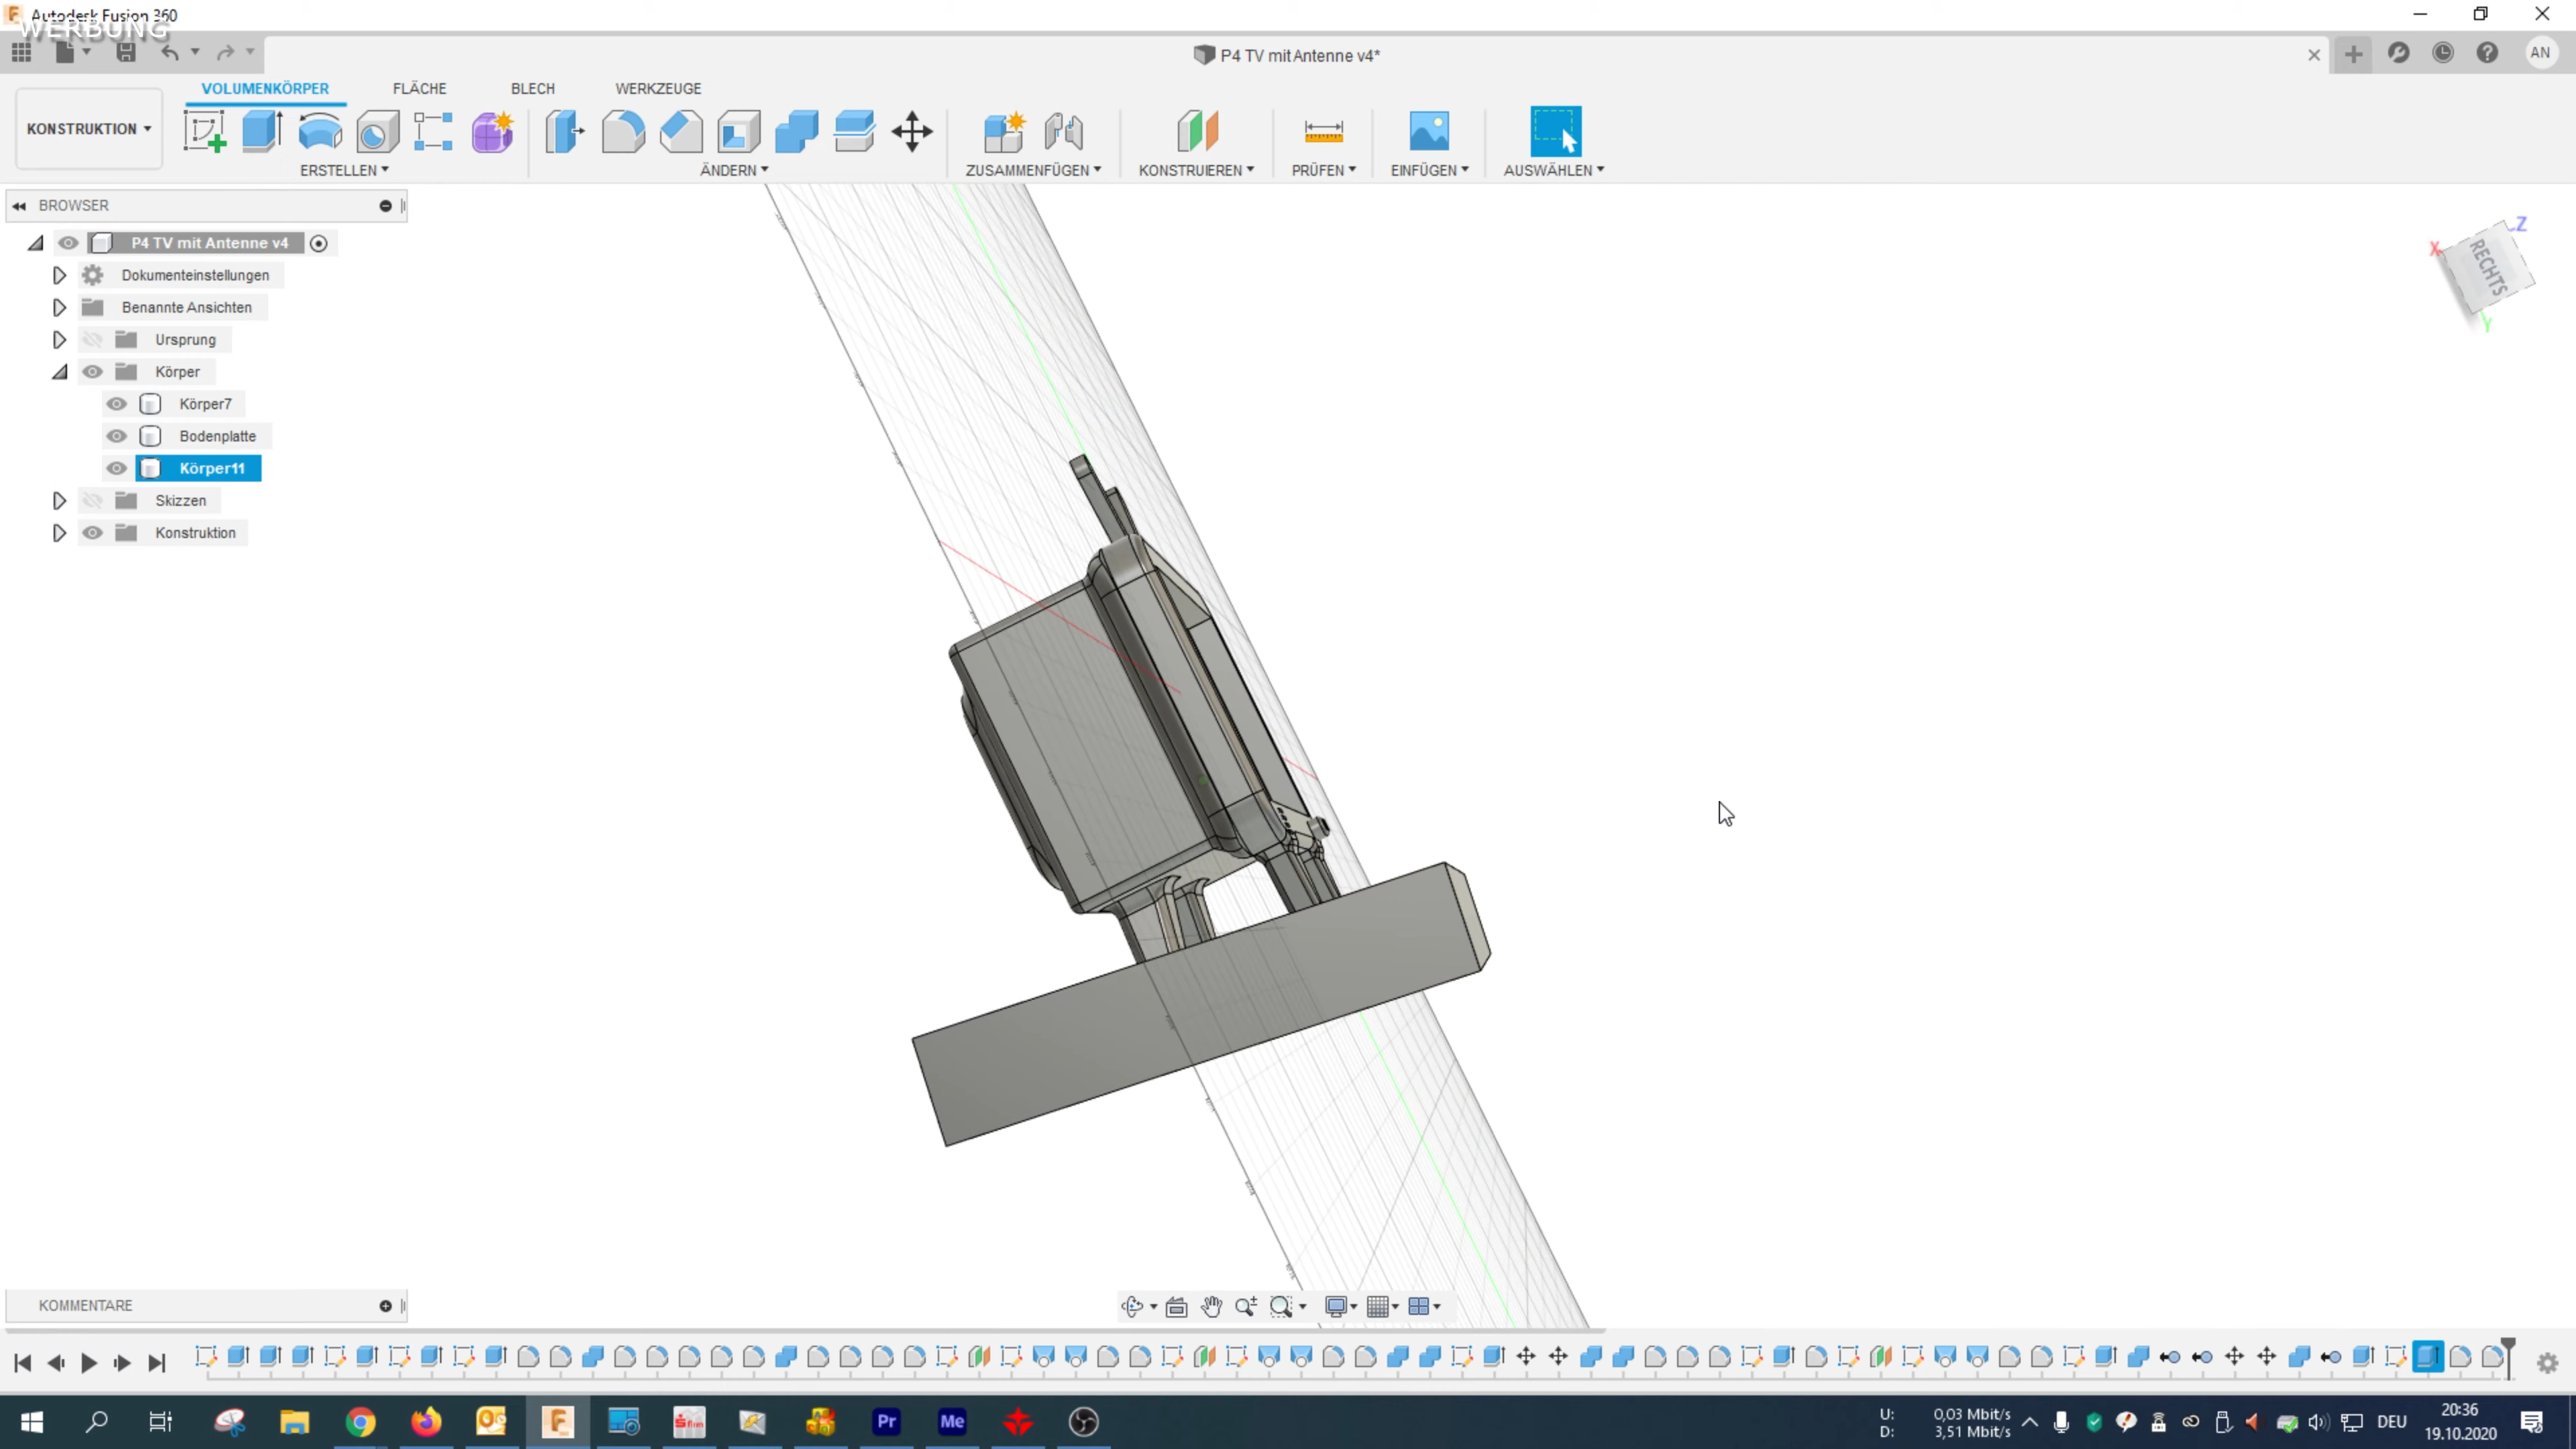 Autodesk Fusion 360
WERBUNG
P4 TV mit Antenne v4*
AN
KONSTRUKTION
VOLUMENKÖRPER
FLÄCHE
BLECH
WERKZEUGE
ERSTELLEN
ÄNDERN
ZUSAMMENFÜGEN
KONSTRUIEREN
PRÜFEN
EINFÜGEN
AUSWÄHLEN
BROWSER
P4 TV mit Antenne v4
Dokumenteinstellungen
Benannte Ansichten
Ursprung
Körper
Körper7
Bodenplatte
Körper11
Skizzen
Konstruktion
Z
X
RECHTS
Y
KOMMENTARE
Pr
Me
U: 0,03 Mbit/s
D: 3,51 Mbit/s
DEU
20:36
19.10.2020